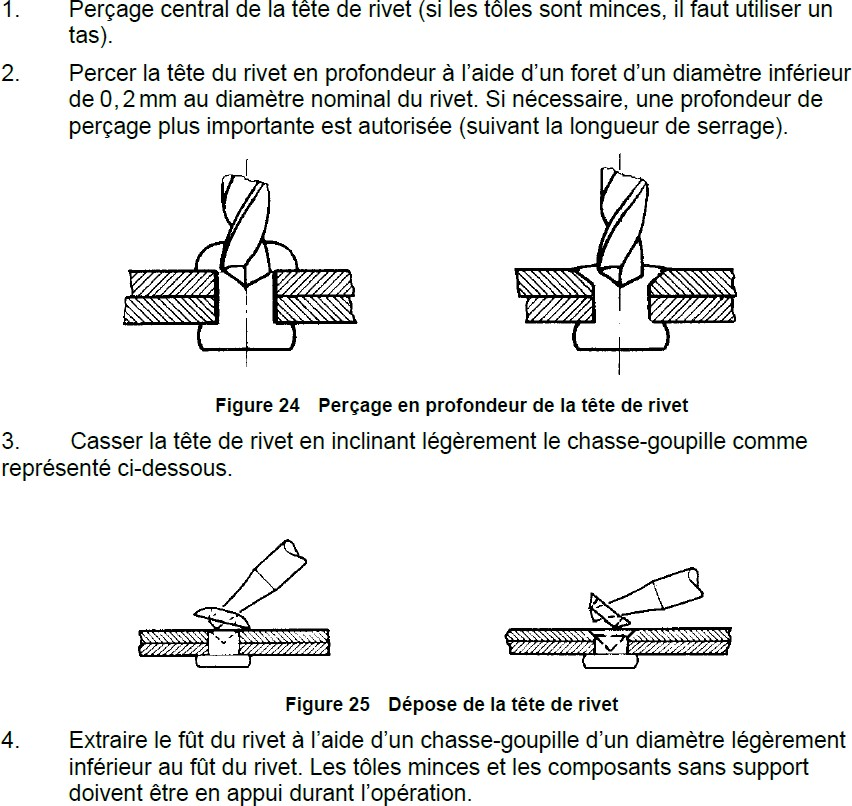 1. Perçage central de la tête de rivet (si les tôles sont minces, il faut utiliser un
tas).
2. Percer la tête du rivet en profondeur à l’aide d’un foret d’un diamètre inférieur
de 0,2 mm au diamètre nominal du rivet. Si nécessaire, une profondeur de
perçage plus importante est autorisée (suivant la longueur de serrage).
Figure 24 Perçage en profondeur de la tête de rivet
3. Casser la tête de rivet en inclinant légèrement le chasse-goupille comme
représenté ci-dessous.
Figure 25 Dépose de la tête de rivet
4. Extraire le fût du rivet à l’aide d’un chasse-goupille d’un diamètre légèrement
inférieur au fût du rivet. Les tôles minces et les composants sans support
doivent être en appui durant l’opération.